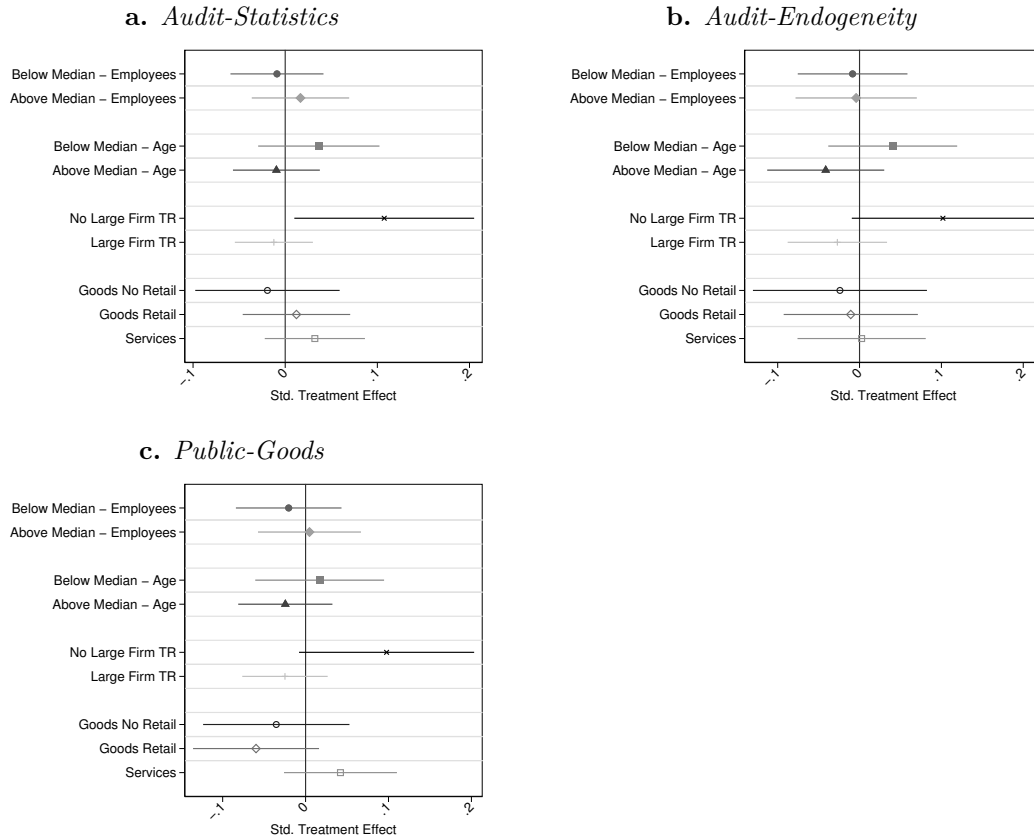 a. Audit-Statistics
Below Median – Employees
Above Median – Employees
Below Median – Age
Above Median – Age
No Large Firm TR
Large Firm TR
Goods No Retail
Goods Retail
Services
-.1 0 .1 .2
Std. Treatment Effect
b. Audit-Endogeneity
Below Median – Employees
Above Median – Employees
Below Median – Age
Above Median – Age
No Large Firm TR
Large Firm TR
Goods No Retail
Goods Retail
Services
-.1 0 .1 .2
Std. Treatment Effect
c. Public-Goods
Below Median – Employees
Above Median – Employees
Below Median – Age
Above Median – Age
No Large Firm TR
Large Firm TR
Goods No Retail
Goods Retail
Services
-.1 0 .1 .2
Std. Treatment Effect